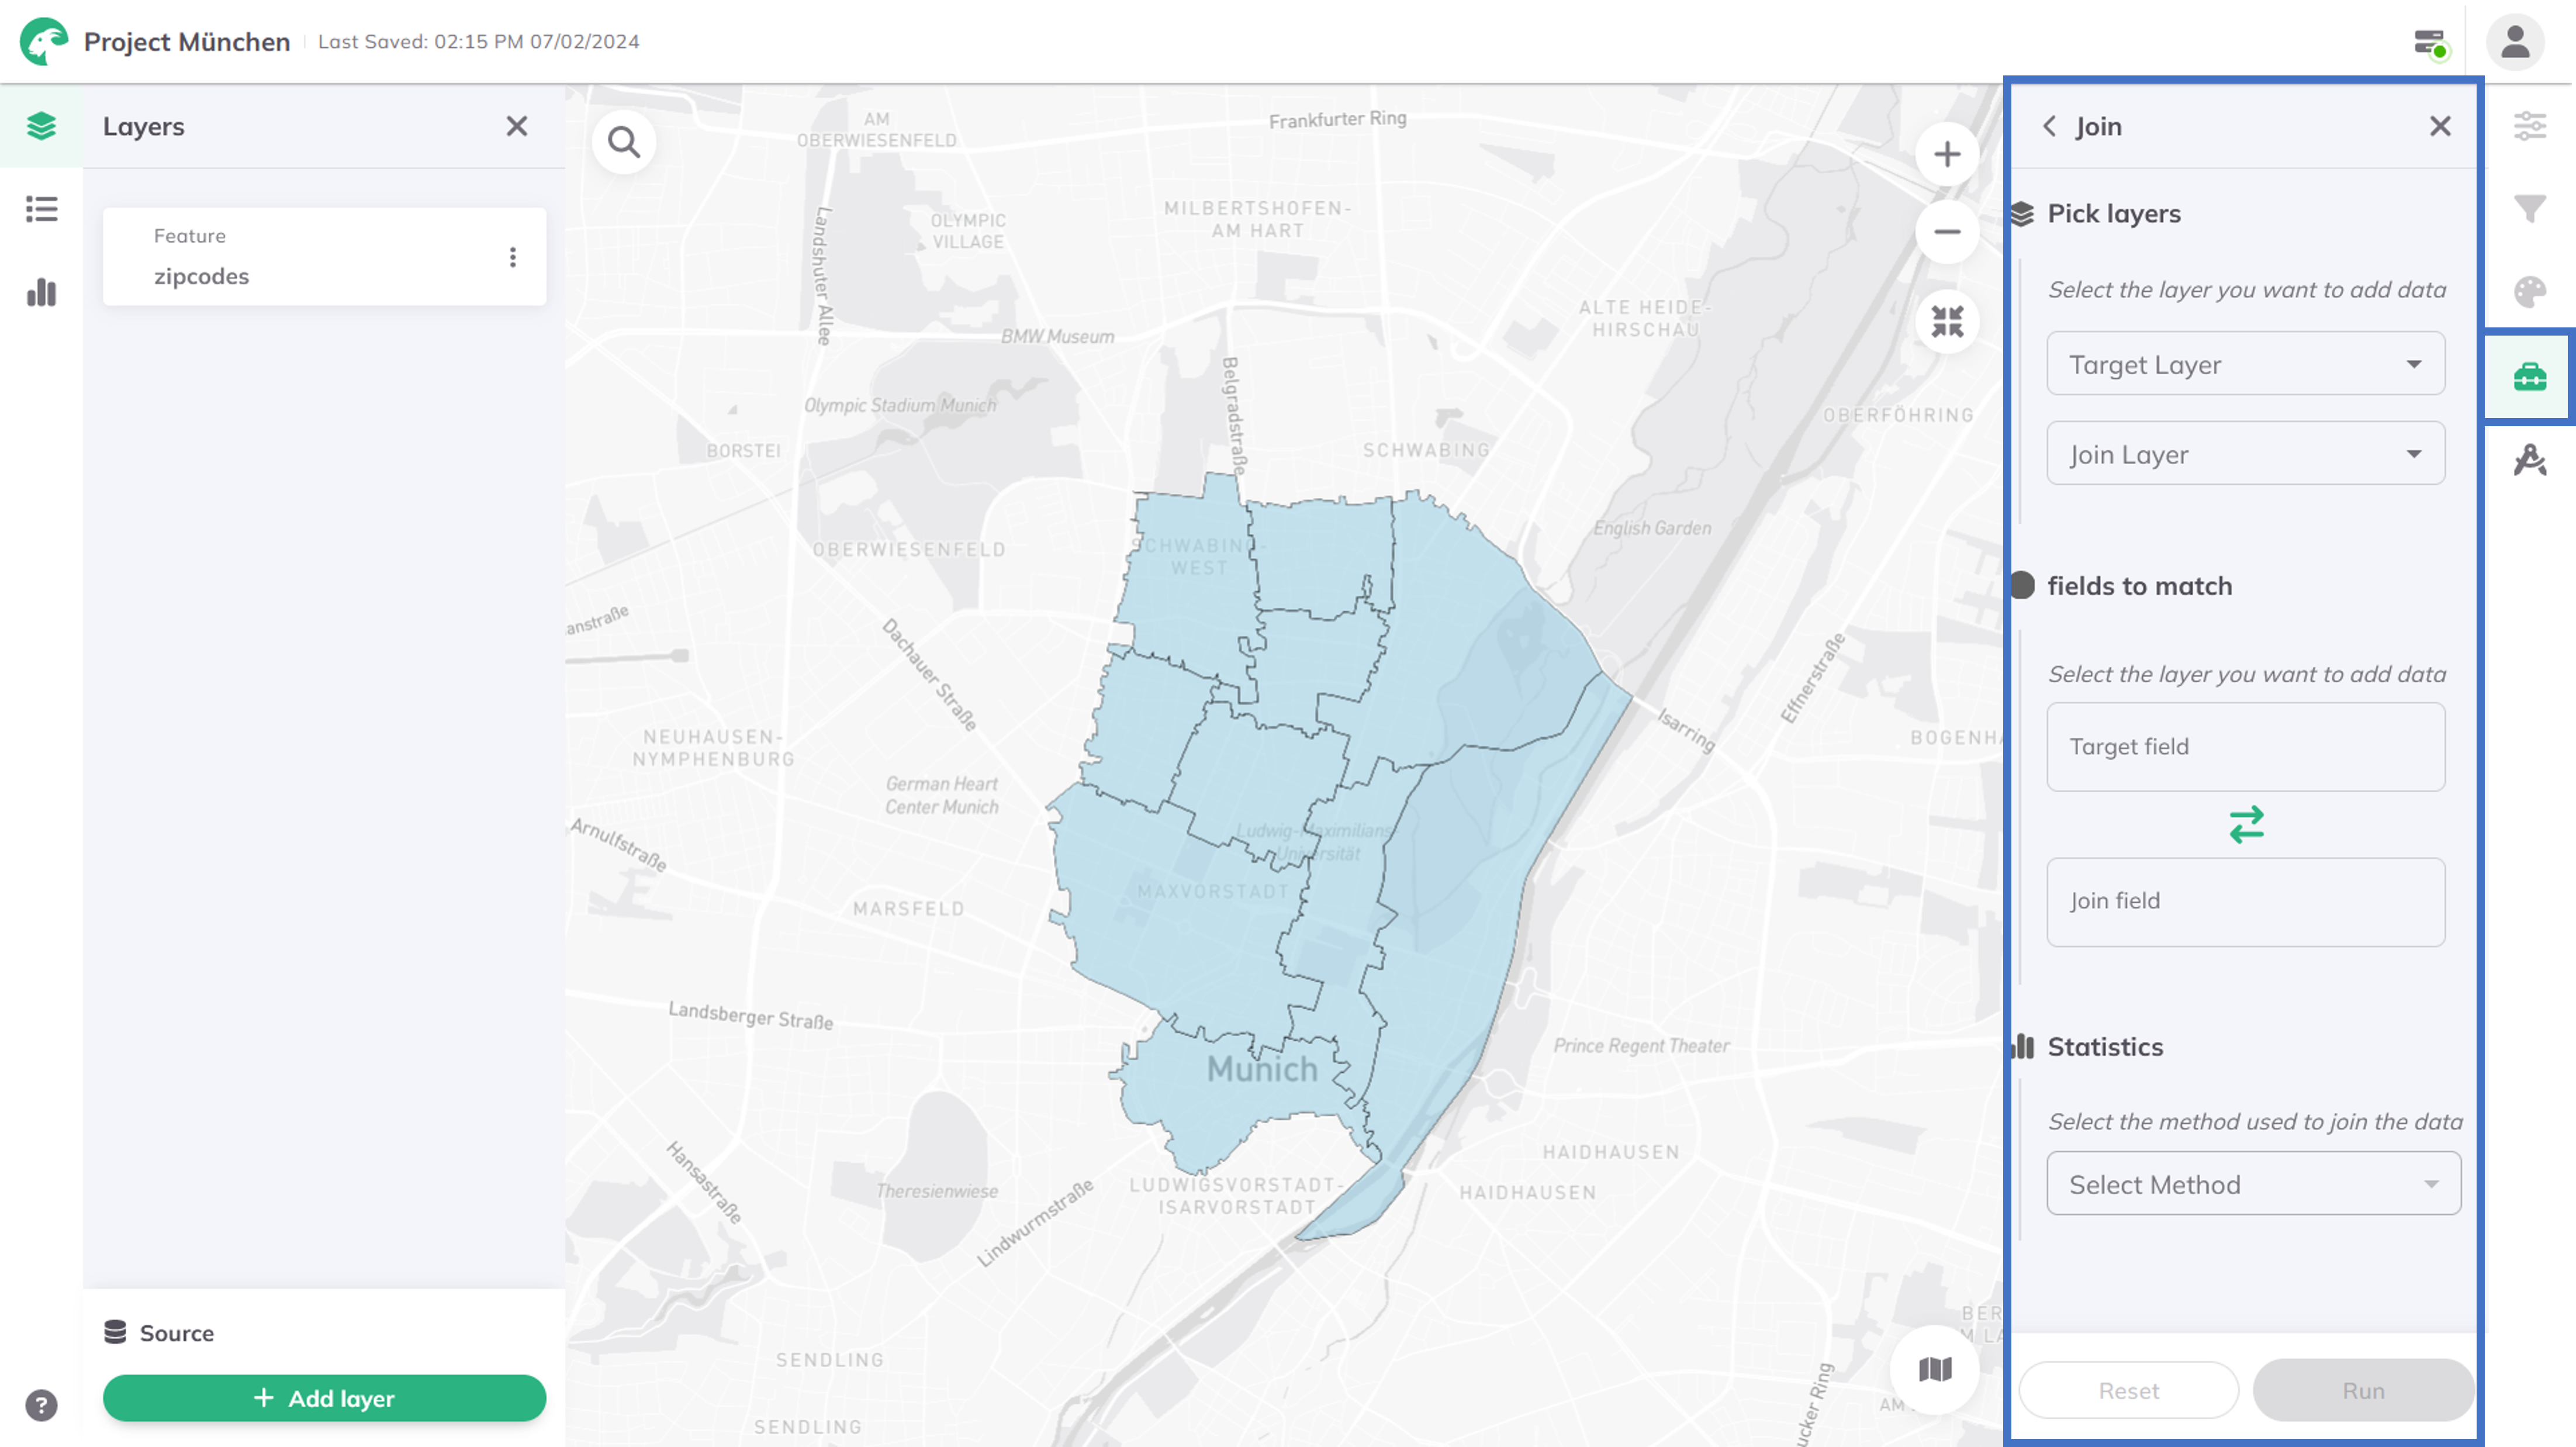 Project München
Last Saved: 02:15 PM 07/02/2024
Layers
Feature
zipcodes
Source
+ Add layer
?
AM
OBERWIESENFELD
Frankfurter Ring
Landshuter Allee
OLYMPIC
VILLAGE
MILBERTSHOFEN-
AM HART
BMW Museum
ALTE HEIDE-
HIRSCHAU
Belgradstraße
Olympic Stadium Munich
OBERFÖHRING
BORSTEI
SCHWABING
English Garden
OBERWIESENFELD
SCHWABING-
WEST
anstraße
Dachauer Straße
Effnerstraße
Isarring
NEUHAUSEN-
NYMPHENBURG
BOGENHA
German Heart
Center Munich
Arnulfstraße
Ludwig-Maximilians-
Universität
MAXVORSTADT
MARSFELD
Landsberger Straße
Prince Regent Theater
Munich
Hansastraße
HAIDHAUSEN
Theresienwiese
LUDWIGSVORSTADT-
ISARVORSTADT
HAIDHAUSEN
Lindwurmstraße
BER
M LA
SENDLING
ucker Ring
AM
SENDLING
Join
Pick layers
Select the layer you want to add data
Target Layer
Join Layer
fields to match
Select the layer you want to add data
Target field
Join field
Statistics
Select the method used to join the data
Select Method
Reset
Run